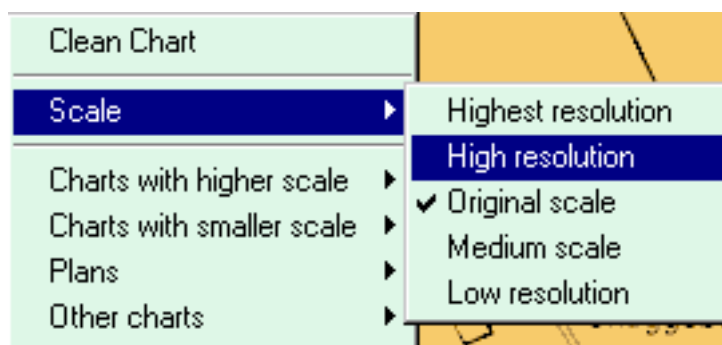 Clean Chart
Scale
Charts with higher scale
Charts with smaller scale
Plans
Other charts
Highest resolution
High resolution
Original scale
Medium scale
Low resolution